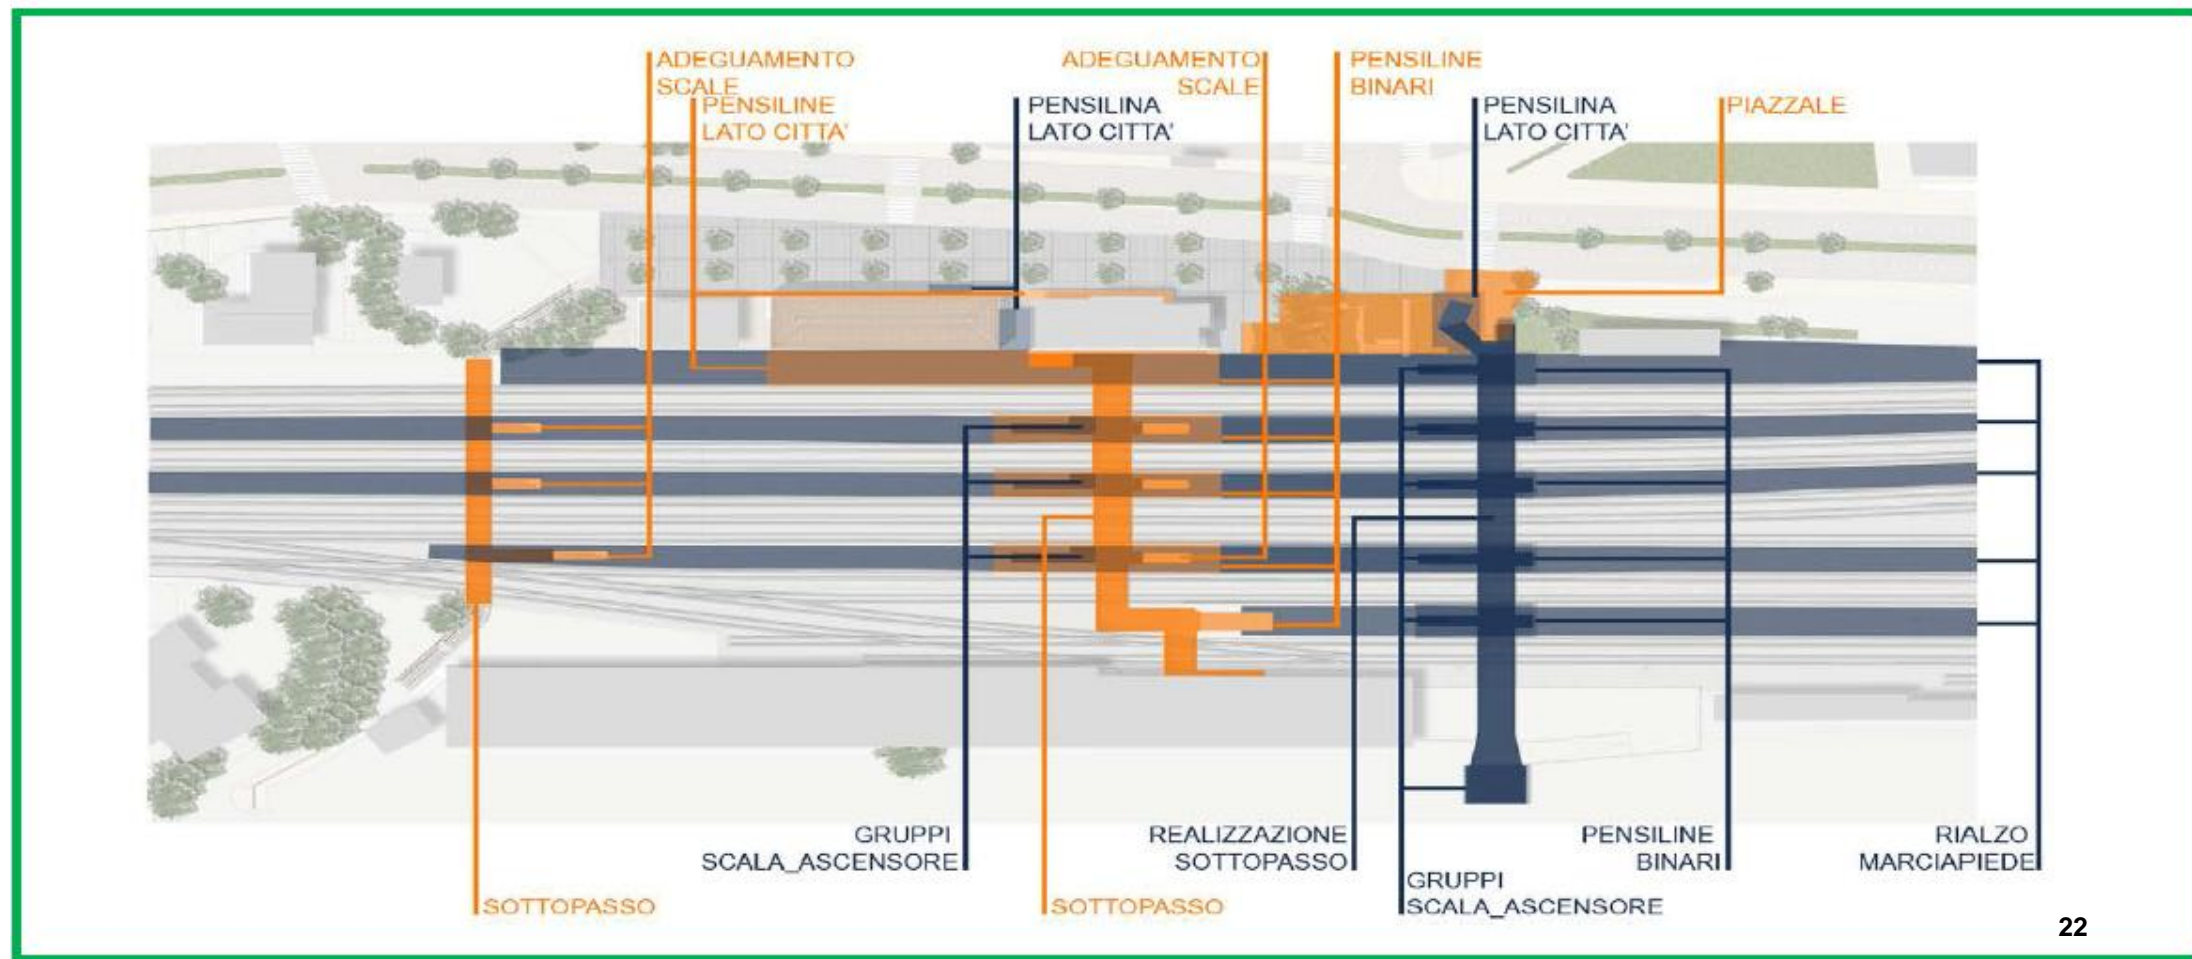 ADEGUAMENTO
SCALE
PENSILINE
LATO CITTA'
PENSILINA
LATO CITTA'
ADEGUAMENTO
SCALE
PENSILINE
BINARI
PENSILINA
LATO CITTA'
PIAZZALE
GRUPPI
SCALA_ASCENSORE
REALIZZAZIONE
SOTTOPASSO
PENSILINE
BINARI
RIALZO
MARCIAPIEDE
SOTTOPASSO
SOTTOPASSO
GRUPPI
SCALA_ASCENSORE
22